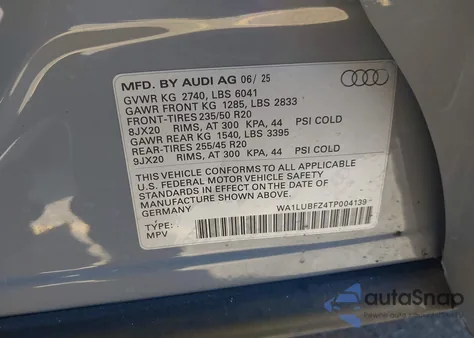 MFD. BY AUDI AG 06/25
GVWR KG 2740, LBS 6041
GAWR FRONT KG 1285, LBS 2833
FRONT-TIRES 235/50 R20
8JX20 RIMS, AT 300 KPA, 44 PSI COLD
GAWR REAR KG 1540, LBS 3395
REAR-TIRES 255/45 R20
9JX20 RIMS, AT 300 KPA, 44 PSI COLD
THIS VEHICLE CONFORMS TO ALL APPLICABLE
U.S. FEDERAL MOTOR VEHICLE SAFETY
STANDARDS IN EFFECT ON THE DATE OF
MANUFACTURE SHOWN ABOVE.
GERMANY
WA1LUBFZ4TP004139
TYPE:
MPV
autoSnap